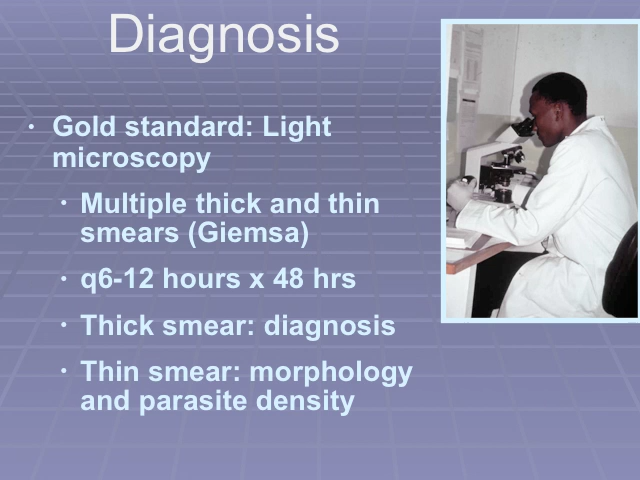 Diagnosis
• Gold standard: Light
microscopy
• Multiple thick and thin
smears (Giemsa)
• q6-12 hours x 48 hrs
• Thick smear: diagnosis
• Thin smear: morphology
and parasite density